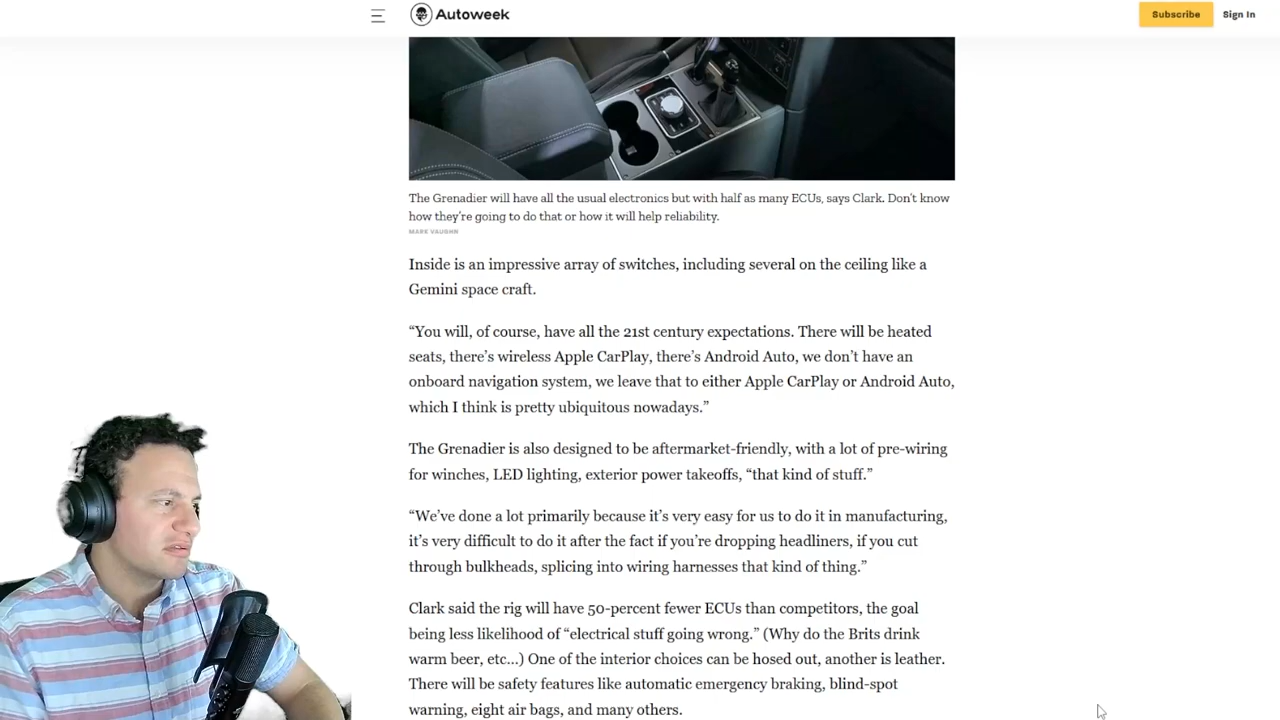 Autoweek
Subscribe
Sign In
The Grenadier will have all the usual electronics but with half as many ECUs, says Clark. Don't know
how they're going to do that or how it will help reliability.
MARK VAUGHN
Inside is an impressive array of switches, including several on the ceiling like a
Gemini space craft.
“You will, of course, have all the 21st century expectations. There will be heated
seats, there’s wireless Apple CarPlay, there’s Android Auto, we don’t have an
onboard navigation system, we leave that to either Apple CarPlay or Android Auto,
which I think is pretty ubiquitous nowadays.”
The Grenadier is also designed to be aftermarket-friendly, with a lot of pre-wiring
for winches, LED lighting, exterior power takeoffs, “that kind of stuff.”
“We’ve done a lot primarily because it’s very easy for us to do it in manufacturing,
it’s very difficult to do it after the fact if you’re dropping headliners, if you cut
through bulkheads, splicing into wiring harnesses that kind of thing.”
Clark said the rig will have 50-percent fewer ECUs than competitors, the goal
being less likelihood of “electrical stuff going wrong.” (Why do the Brits drink
warm beer, etc...) One of the interior choices can be hosed out, another is leather.
There will be safety features like automatic emergency braking, blind-spot
warning, eight air bags, and many others.